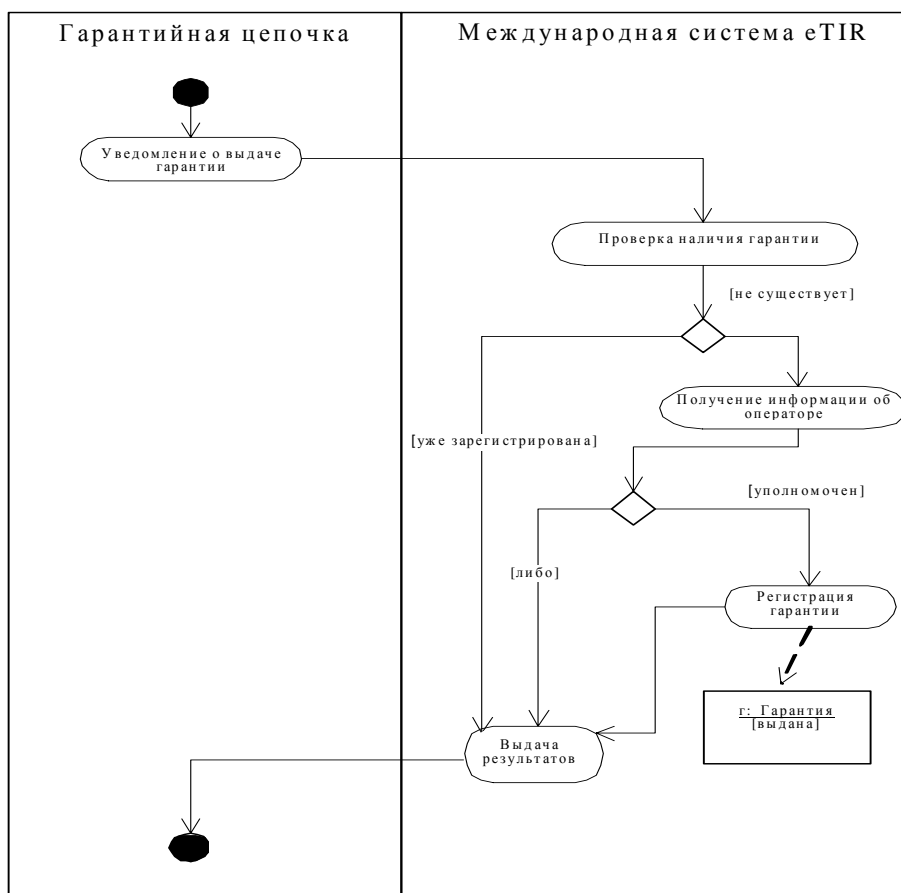 Гарантийная цепочка
Международная система eTIR
Уведомление о выдаче
гарантии
Проверка наличия гарантии
[не существует]
Получение информации об
операторе
[уже зарегистрирована]
[уполномочен]
[либо]
Регистрация
гарантии
г: Гарантия
[выдана]
Выдача
результатов